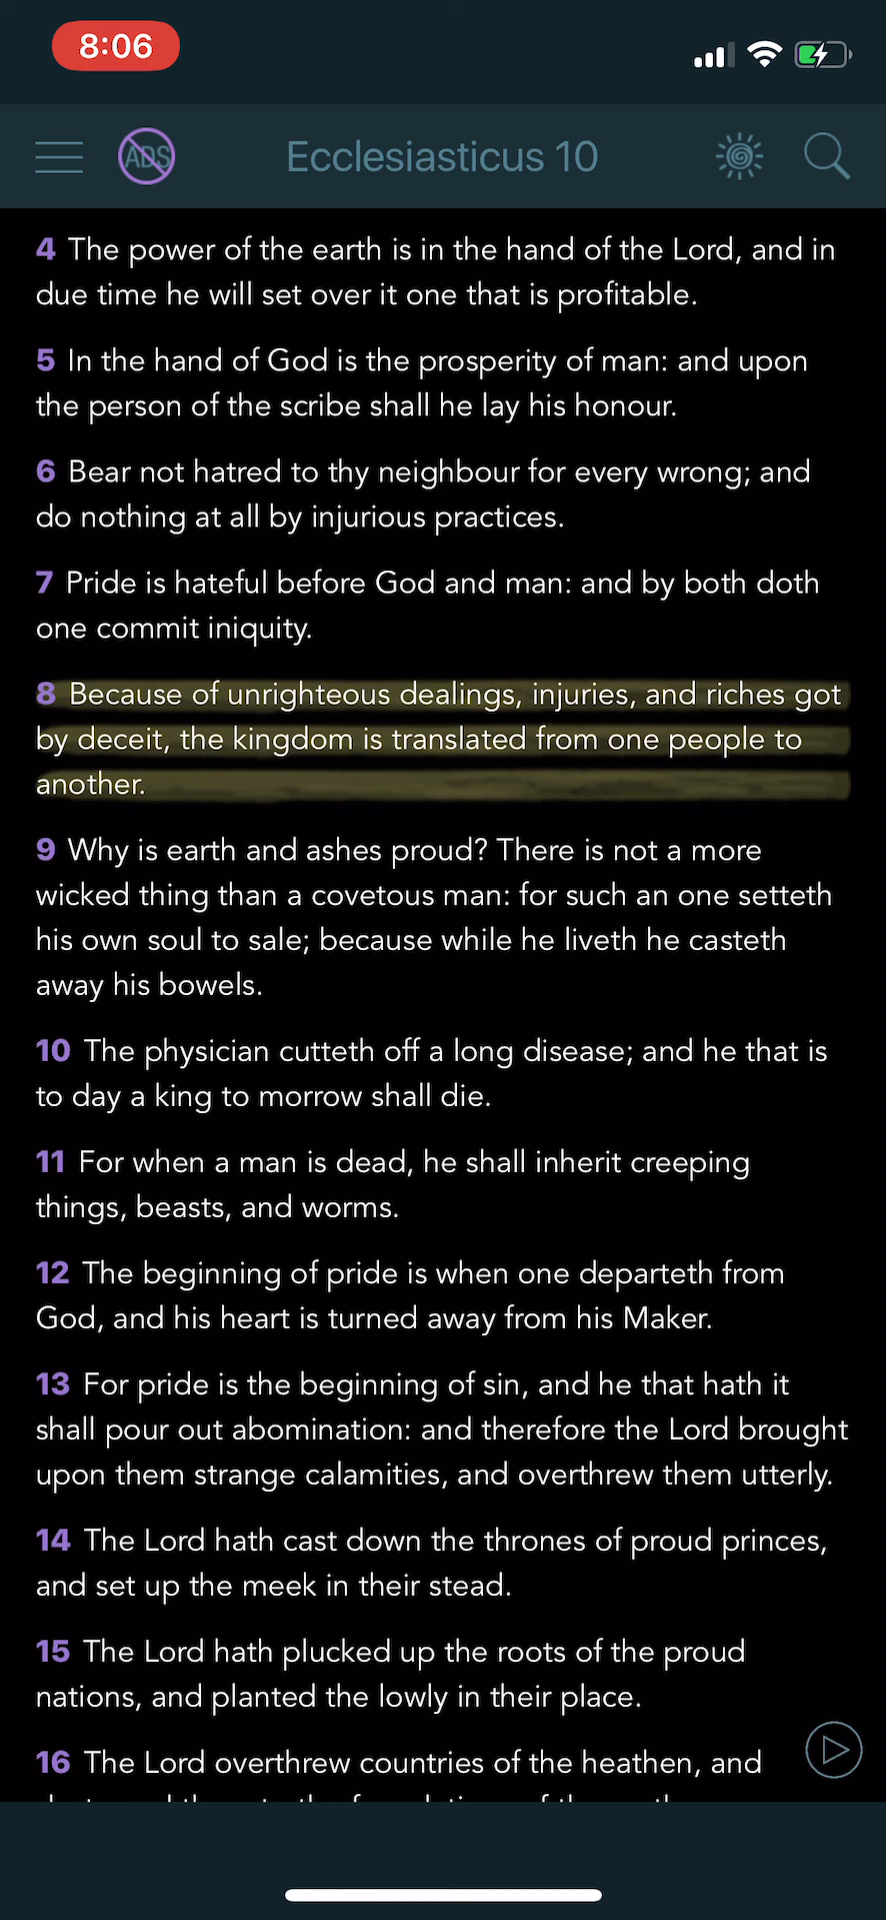 8:06
ADS
Ecclesiasticus 10
4 The power of the earth is in the hand of the Lord, and in
due time he will set over it one that is profitable.
5 In the hand of God is the prosperity of man: and upon
the person of the scribe shall he lay his honour.
6 Bear not hatred to thy neighbour for every wrong; and
do nothing at all by injurious practices.
7 Pride is hateful before God and man: and by both doth
one commit iniquity.
8 Because of unrighteous dealings, injuries, and riches got
by deceit, the kingdom is translated from one people to
another.
9 Why is earth and ashes proud? There is not a more
wicked thing than a covetous man: for such an one setteth
his own soul to sale; because while he liveth he casteth
away his bowels.
10 The physician cutteth off a long disease; and he that is
to day a king to morrow shall die.
11 For when a man is dead, he shall inherit creeping
things, beasts, and worms.
12 The beginning of pride is when one departeth from
God, and his heart is turned away from his Maker.
13 For pride is the beginning of sin, and he that hath it
shall pour out abomination: and therefore the Lord brought
upon them strange calamities, and overthrew them utterly.
14 The Lord hath cast down the thrones of proud princes,
and set up the meek in their stead.
15 The Lord hath plucked up the roots of the proud
nations, and planted the lowly in their place.
16 The Lord overthrew countries of the heathen, and